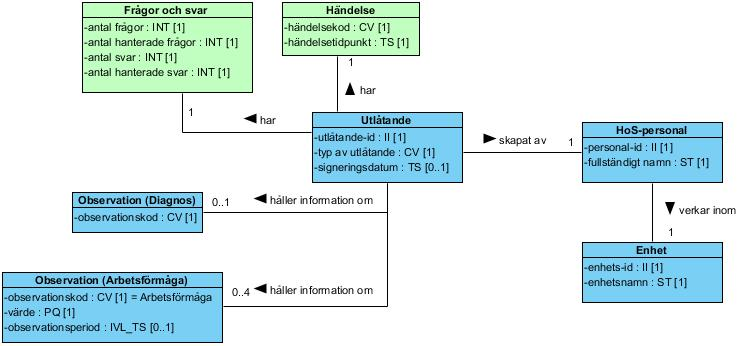 Frågor och svar
-antal frågor : INT [1]
-antal hanterade frågor : INT [1]
-antal svar : INT [1]
-antal hanterade svar : INT [1]
Händelse
-händelsekod : CV [1]
-händelsetidpunkt : TS [1]
1
har
1
har
Utlåtande
-utlåtande-id : II [1]
-typ av utlåtande : CV [1]
-signeringsdatum : TS [0..1]
skapat av
1
HoS-personal
-personal-id : II [1]
-fullständigt namn : ST [1]
verkar inom
1
Enhet
-enhets-id : II [1]
-enhetsnamn : ST [1]
Observation (Diagnos)
-observationskod : CV [1]
0..1
håller information om
Observation (Arbetsförmåga)
-observationskod : CV [1] = Arbetsförmåga
-värde : PQ [1]
-observationsperiod : IVL_TS [0..1]
0..4
håller information om